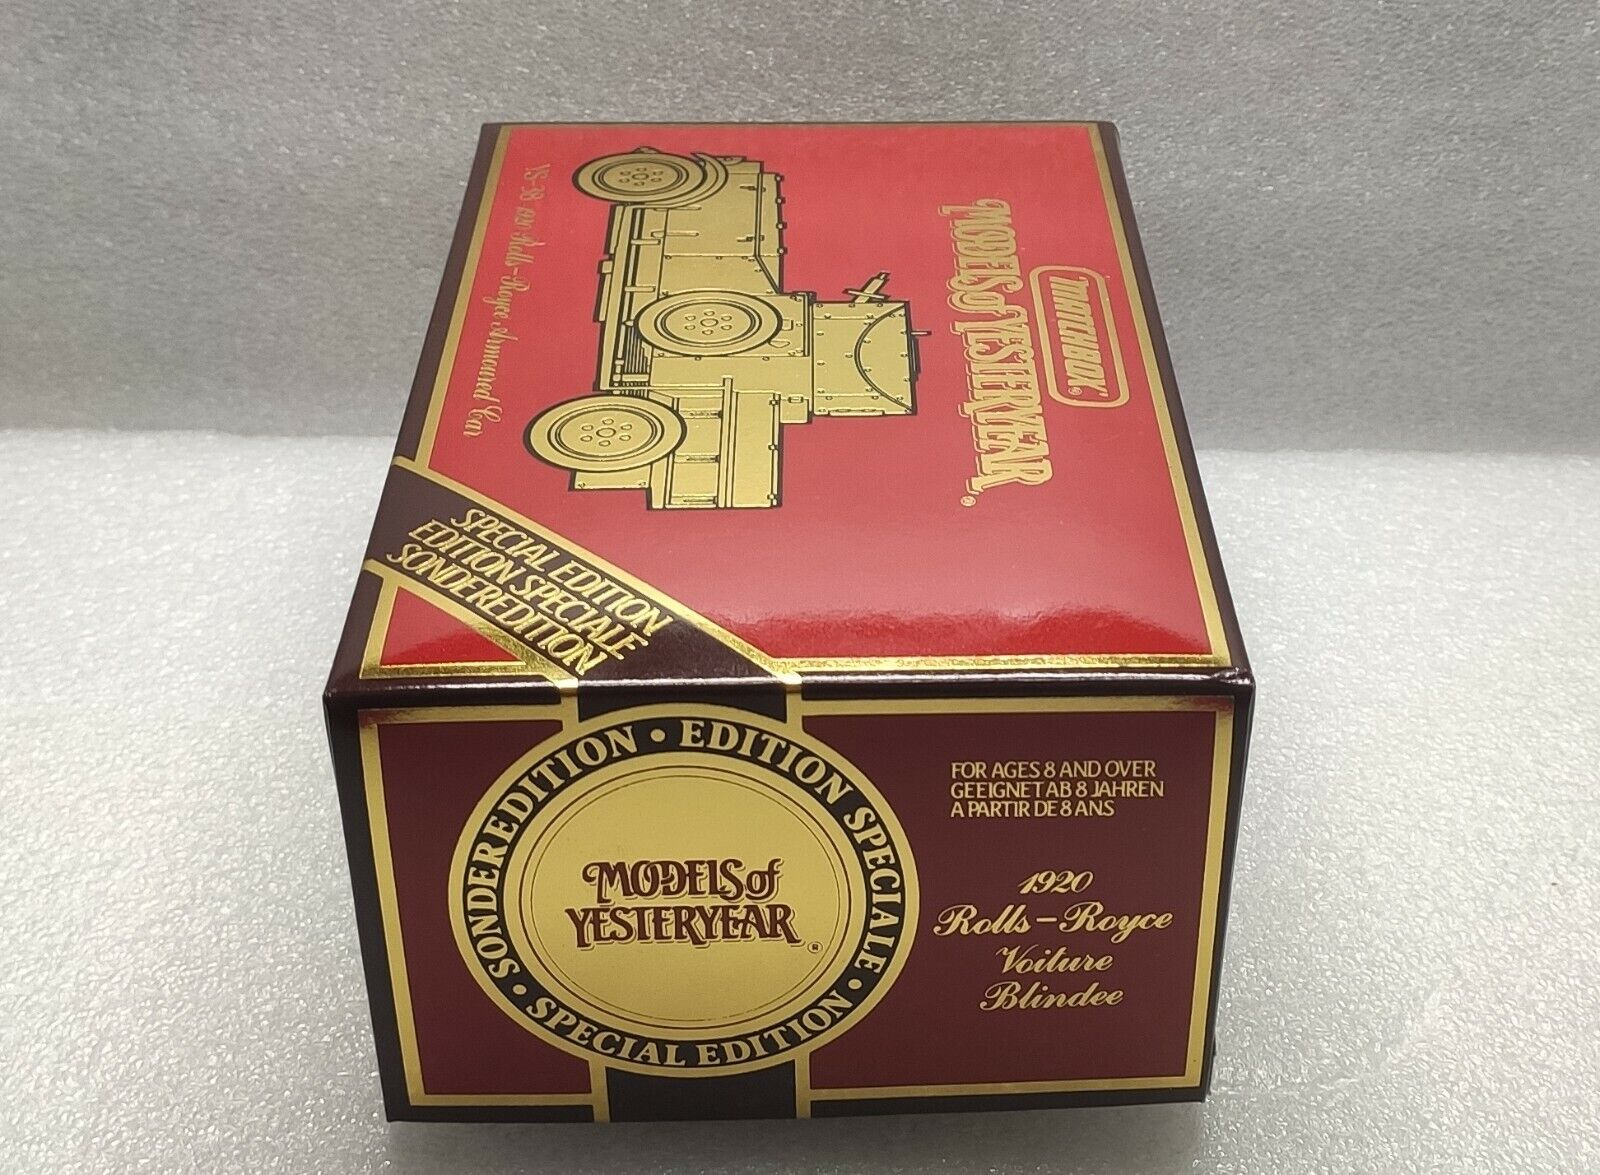 MATCHBOX®
MODELS of YESTERYEAR®
YS-38 1920 Rolls-Royce Armoured Car
SPECIAL EDITION
EDITION SPECIALE
SONDEREDITION
SONDEREDITION • EDITION SPECIALE • SPECIAL EDITION •
MODELS of
YESTERYEAR®
FOR AGES 8 AND OVER
GEEIGNET AB 8 JAHREN
A PARTIR DE 8 ANS
1920
Rolls-Royce
Voiture
Blindee